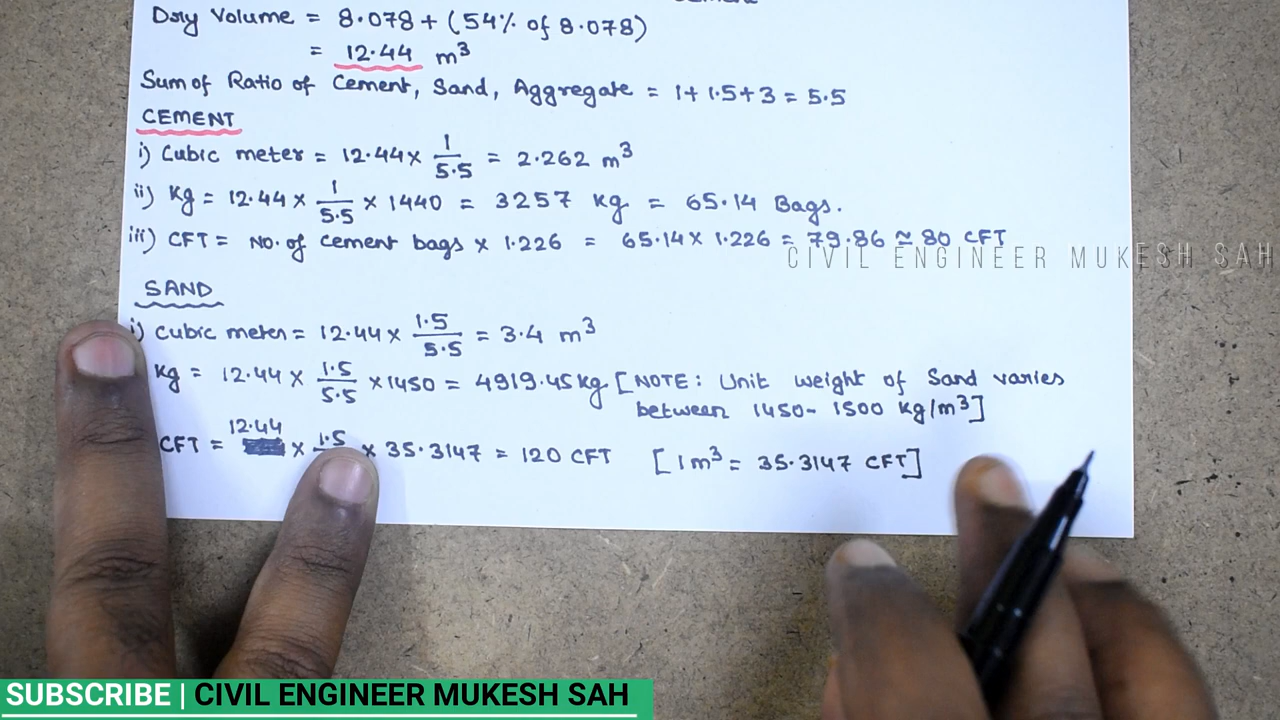 Dry Volume = 8.078 + (54% of 8.078)
= 12.44 m³
Sum of Ratio of Cement, Sand, Aggregate = 1+1.5+3 = 5.5
CEMENT
i) Cubic meter = 12.44 × 1/5.5 = 2.262 m³
ii) Kg = 12.44 × 1/5.5 × 1440 = 3257 kg = 65.14 Bags.
iii) CFT = No. of cement bags × 1.226 = 65.14 × 1.226 = 79.86 ≃ 80 CFT
CIVIL ENGINEER MUKESH SAH
SAND
i) Cubic meter = 12.44 × 1.5/5.5 = 3.4 m³
Kg = 12.44 × 1.5/5.5 × 1450 = 4919.45 kg [NOTE: Unit weight of Sand varies
between 1450- 1500 Kg/m³]
12.44
CFT = × 1.5 × 35.3147 = 120 CFT [1m³ = 35.3147 CFT]
SUBSCRIBE | CIVIL ENGINEER MUKESH SAH